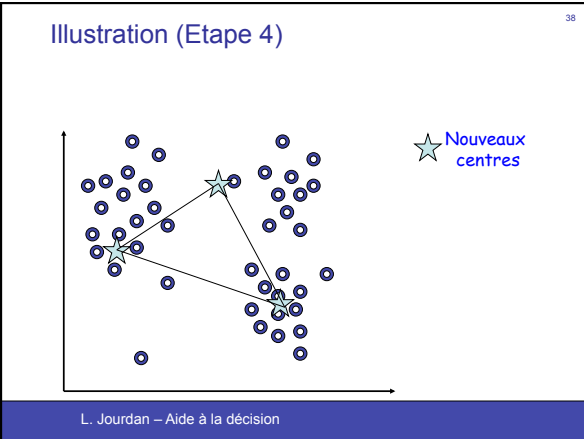 38
Illustration (Etape 4)
Nouveaux
centres
L. Jourdan – Aide à la décision